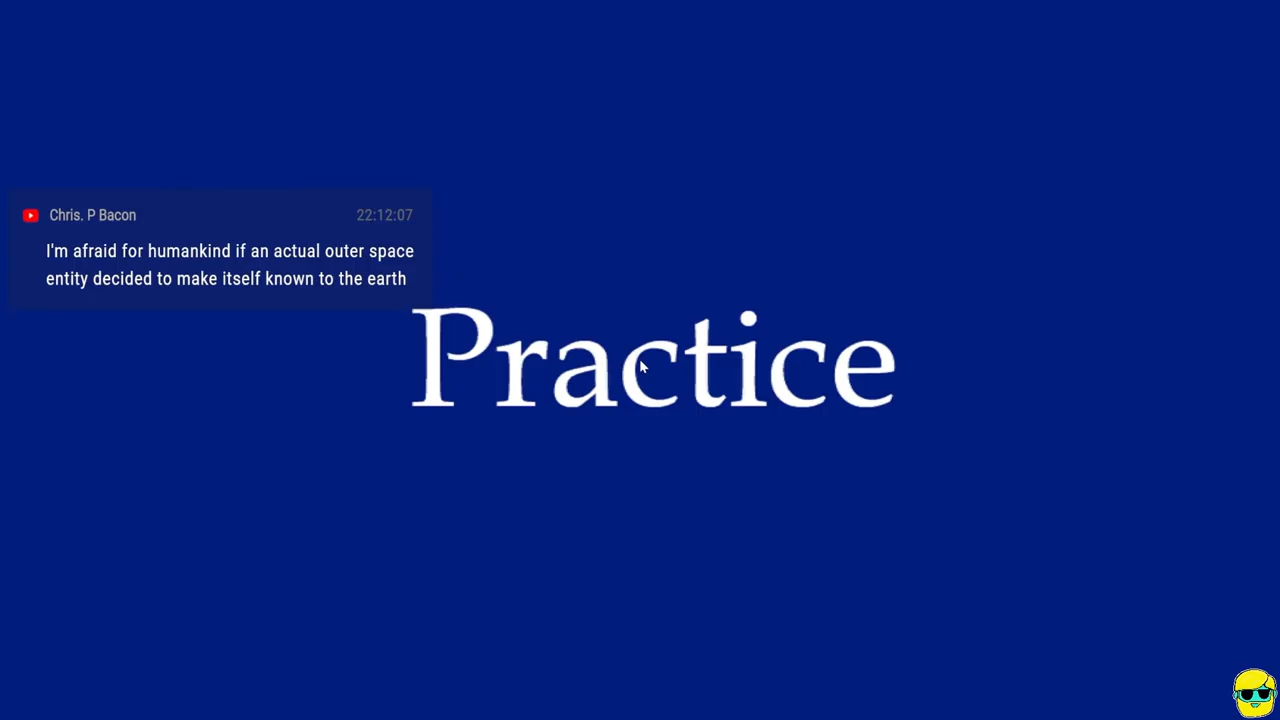 Chris. P Bacon 22:12:07
I'm afraid for humankind if an actual outer space
entity decided to make itself known to the earth
Practice